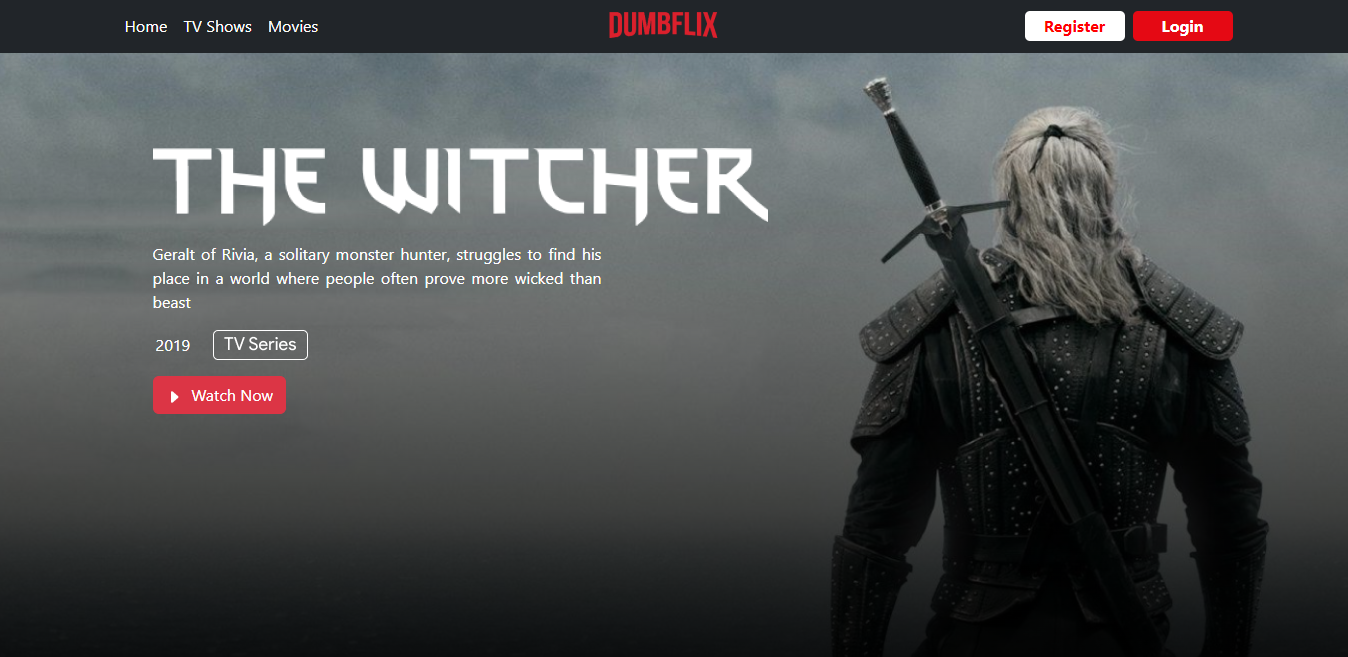 Home TV Shows Movies DUMBFLIX Register Login
THE WITCHER
Geralt of Rivia, a solitary monster hunter, struggles to find his
place in a world where people often prove more wicked than
beast
2019 TV Series
Watch Now